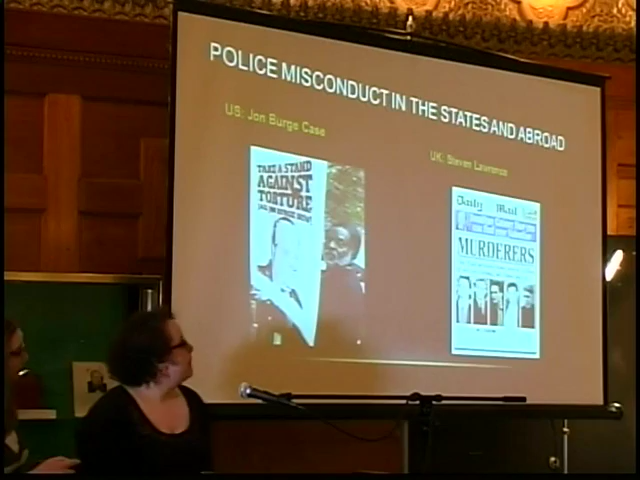 POLICE MISCONDUCT IN THE STATES AND ABROAD
US: Jon Burge Case
UK: Steven Lawrence
TAKE A STAND
AGAINST
TORTURE
Daily Mail
MURDERERS